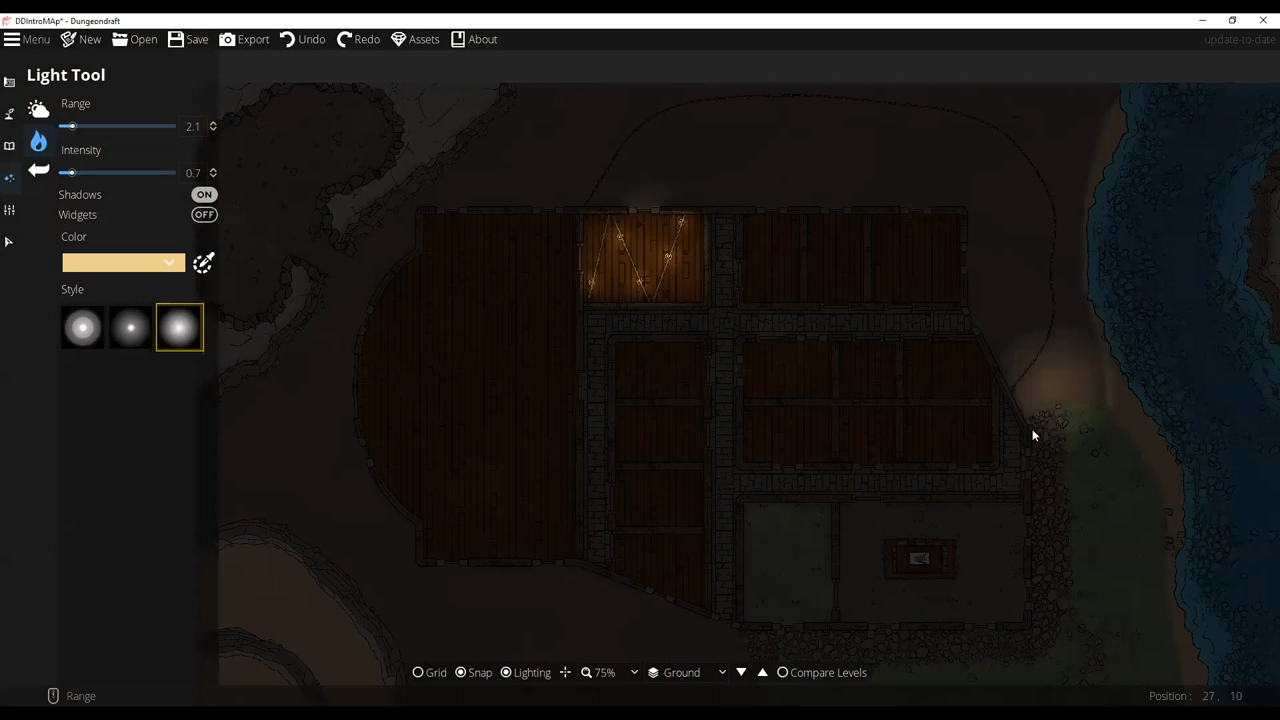 DDIntroMAp* - Dungeondraft
Menu New Open Save Export Undo Redo Assets About update-to-date
Light Tool
Range
2.1
Intensity
0.7
Shadows ON
Widgets OFF
Color
Style
Grid Snap Lighting 75% Ground Compare Levels
Range Position : 27, 10